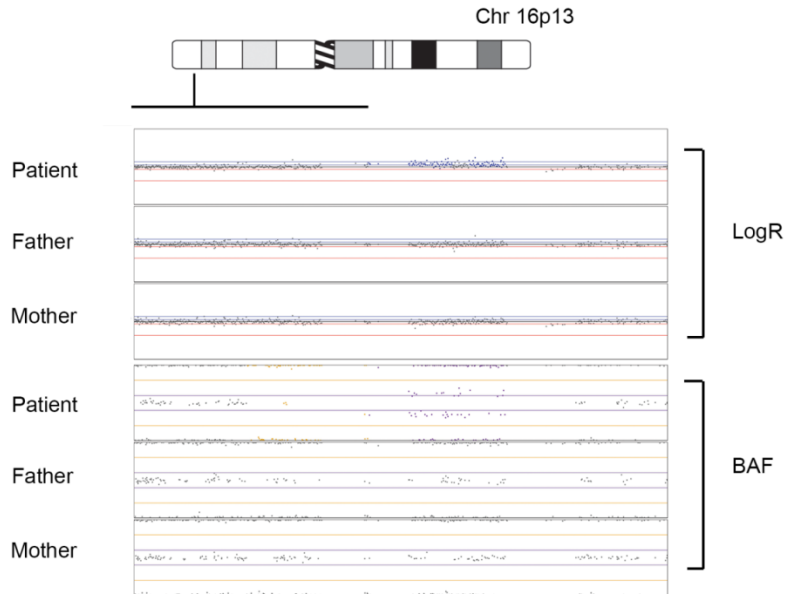 Chr 16p13
Patient
Father
Mother
LogR
Patient
Father
Mother
BAF